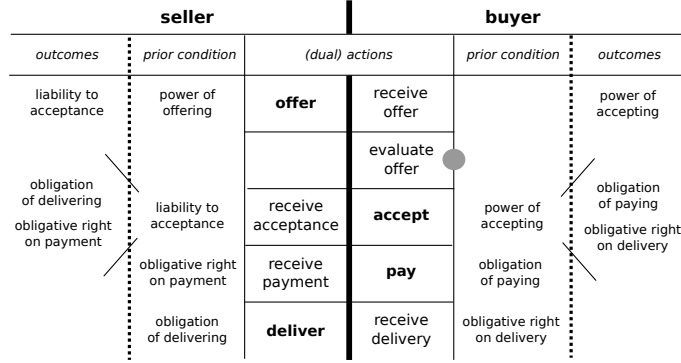 seller
buyer
outcomes
prior condition
(dual) actions
prior condition
outcomes
liability to
acceptance
power of
offering
offer
receive
offer
power of
accepting
evaluate
offer
obligation
of delivering
obligative right
on payment
liability to
acceptance
receive
acceptance
accept
power of
accepting
obligation
of paying
obligative right
on delivery
obligative right
on payment
receive
payment
pay
obligation
of paying
obligation
of delivering
deliver
receive
delivery
obligative right
on delivery